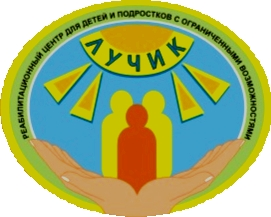 РЕАБИЛИТАЦИОННЫЙ ЦЕНТР ДЛЯ ДЕТЕЙ И ПОДРОСТКОВ С ОГРАНИЧЕННЫМИ ВОЗМОЖНОСТЯМИ
ЛУЧИК